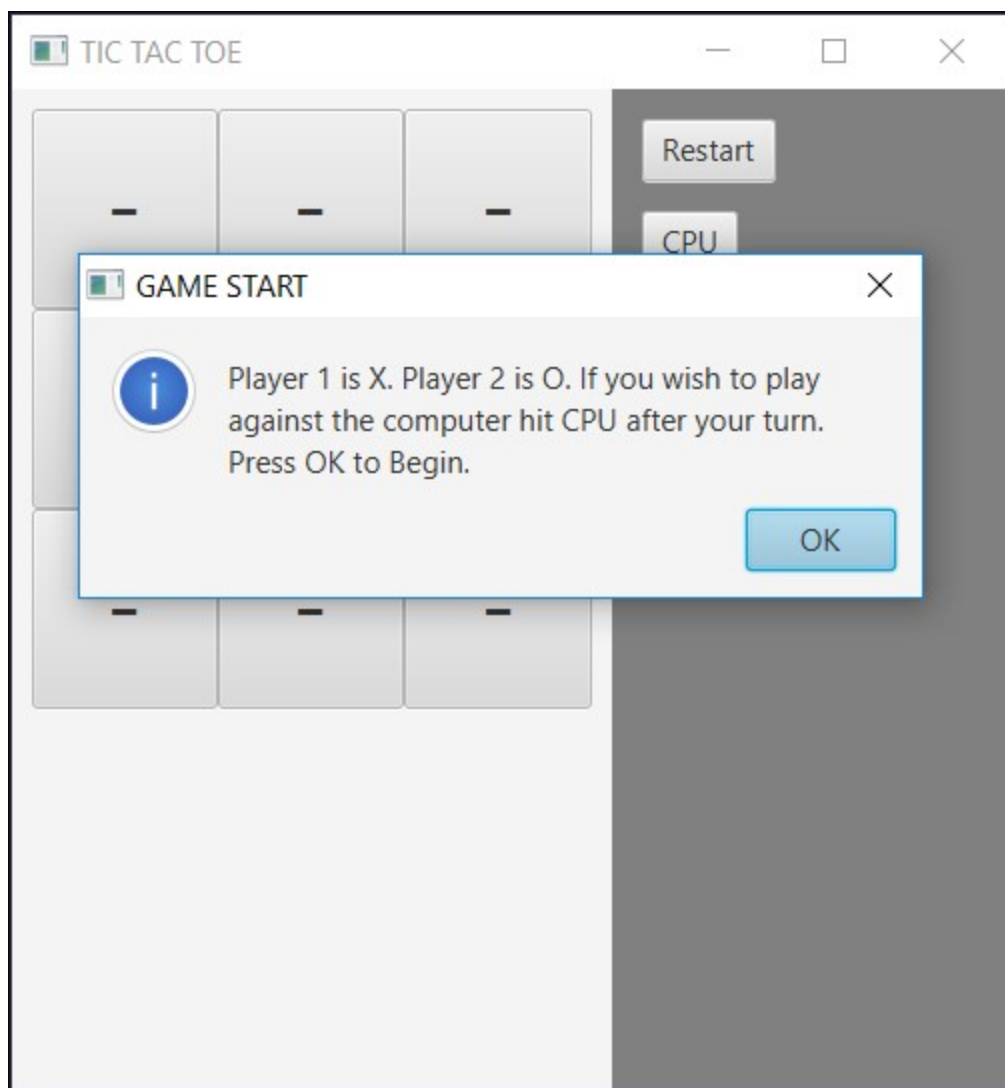 TIC TAC TOE
- - -
Restart
CPU
GAME START
Player 1 is X. Player 2 is O. If you wish to play
against the computer hit CPU after your turn.
Press OK to Begin.
OK
- - -